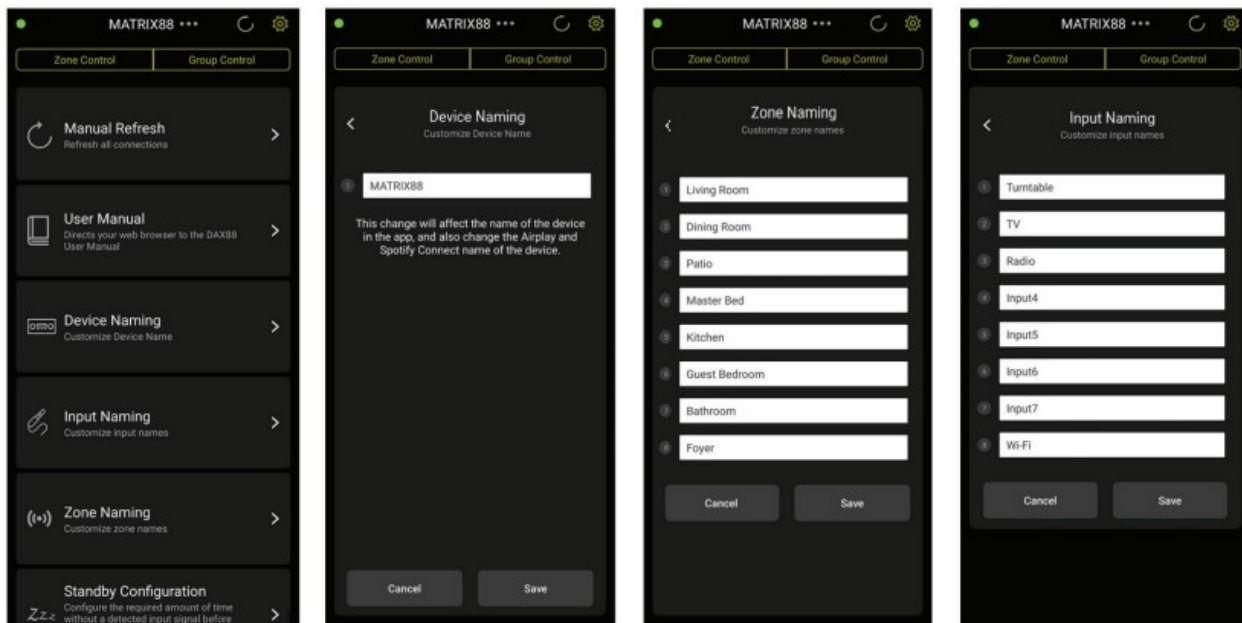 MATRIX88 •••
Zone Control
Group Control
Manual Refresh
Refresh all connections
User Manual
Directs your web browser to the DAX88
User Manual
Device Naming
Customize Device Name
Input Naming
Customize input names
Zone Naming
Customize zone names
Standby Configuration
Zzz
Configure the required amount of time
without a detected input signal before
MATRIX88 •••
Zone Control
Group Control
Device Naming
Customize Device Name
1 MATRIX88
This change will affect the name of the device
in the app, and also change the Airplay and
Spotify Connect name of the device.
Cancel
Save
MATRIX88 •••
Zone Control
Group Control
Zone Naming
Customize zone names
1 Living Room
2 Dining Room
3 Patio
4 Master Bed
5 Kitchen
6 Guest Bedroom
7 Bathroom
8 Foyer
Cancel
Save
MATRIX88 •••
Zone Control
Group Control
Input Naming
Customize input names
1 Turntable
2 TV
3 Radio
4 Input4
5 Input5
6 Input6
7 Input7
8 Wi-Fi
Cancel
Save